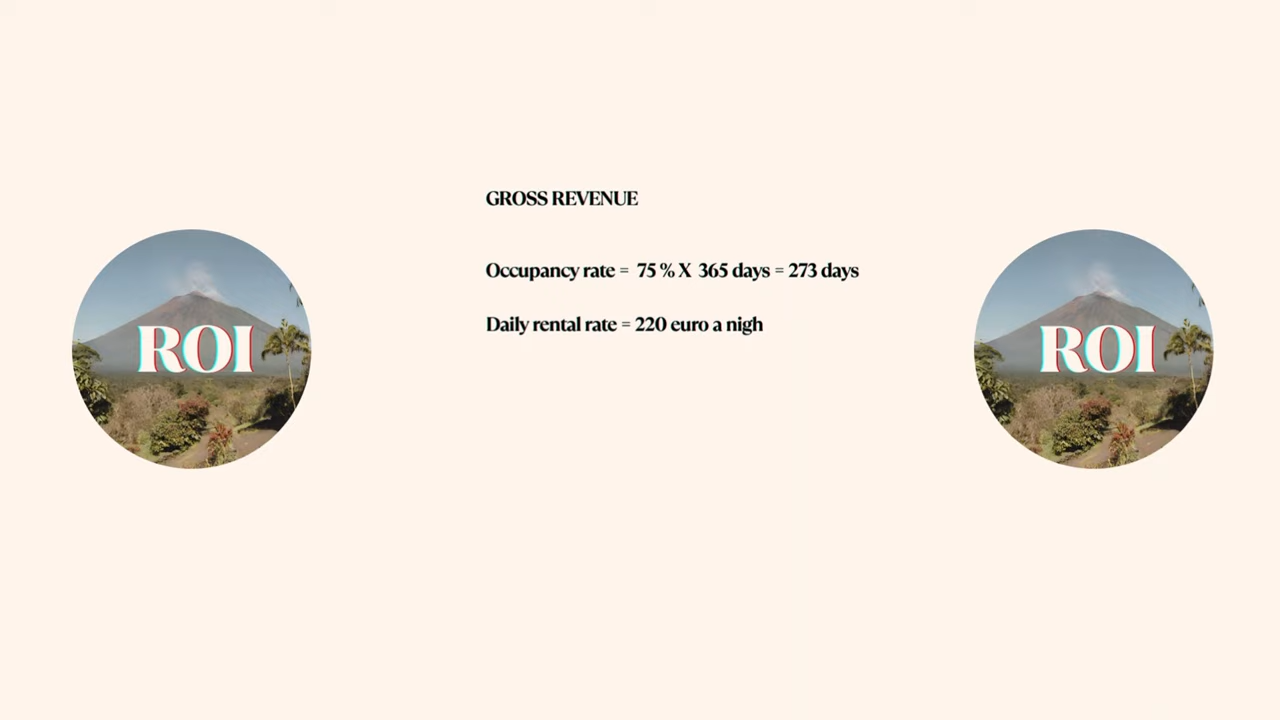 GROSS REVENUE
Occupancy rate = 75 % X 365 days = 273 days
Daily rental rate = 220 euro a nigh
ROI
ROI